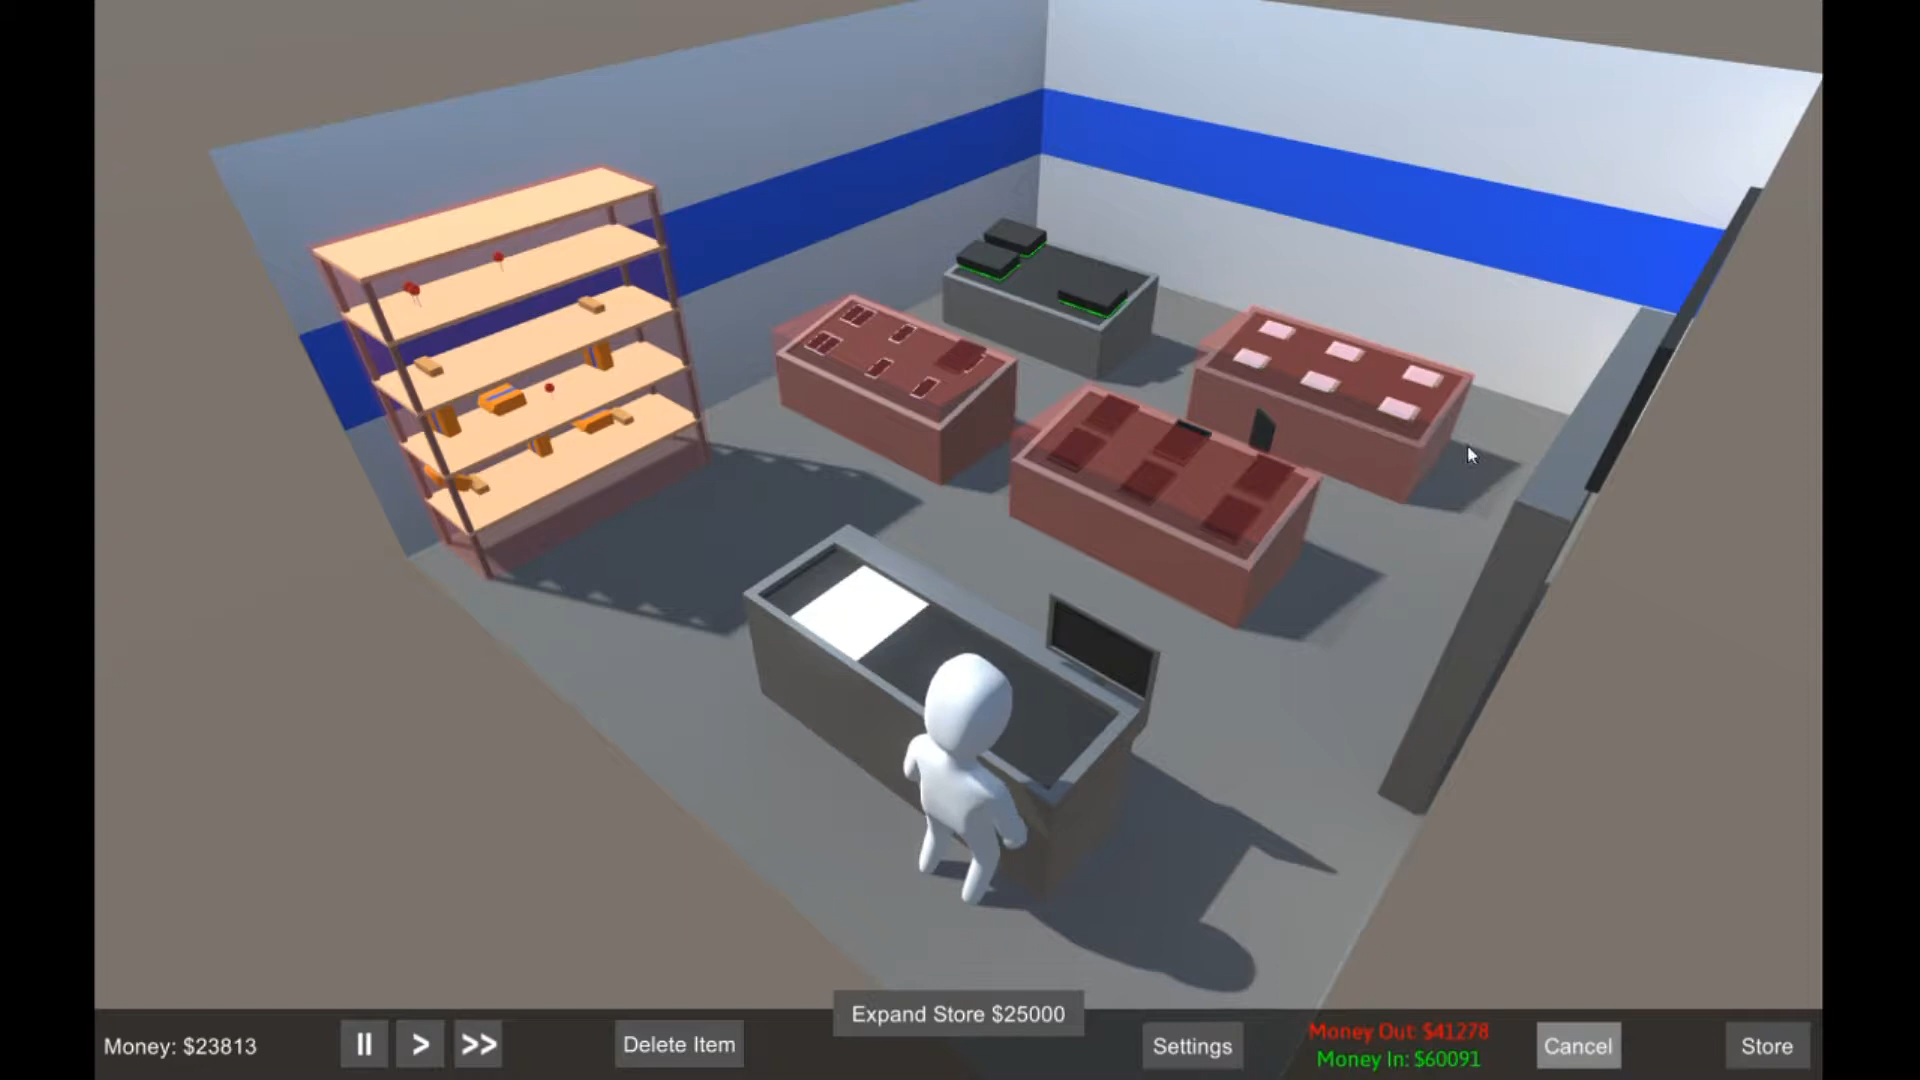 Expand Store $25000
Money: $23813
>
>>
Delete Item
Settings
Money Out: $41278
Money In: $60091
Cancel
Store